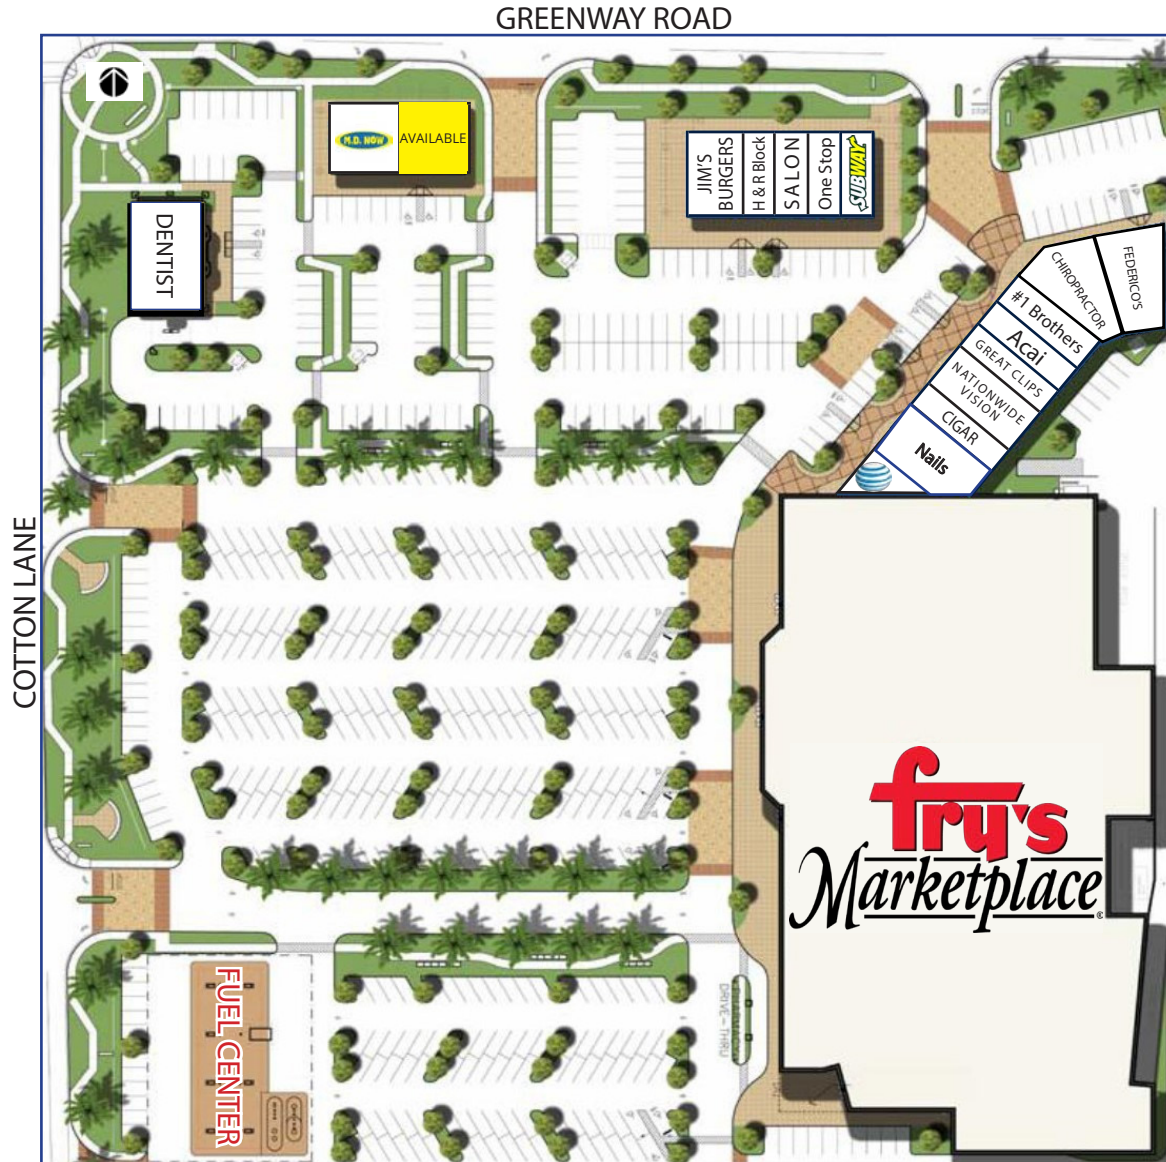 GREENWAY ROAD
M.D. NOW
AVAILABLE
JIM'S
BURGERS
H & R Block
SALON
One Stop
SUBWAY
DENTIST
FEDERICO'S
CHIROPRACTOR
#1 Brothers
Acai
GREAT CLIPS
NATIONWIDE
VISION
CIGAR
Nails
COTTON LANE
fry's
Marketplace
DRIVE-THRU
FUEL CENTER